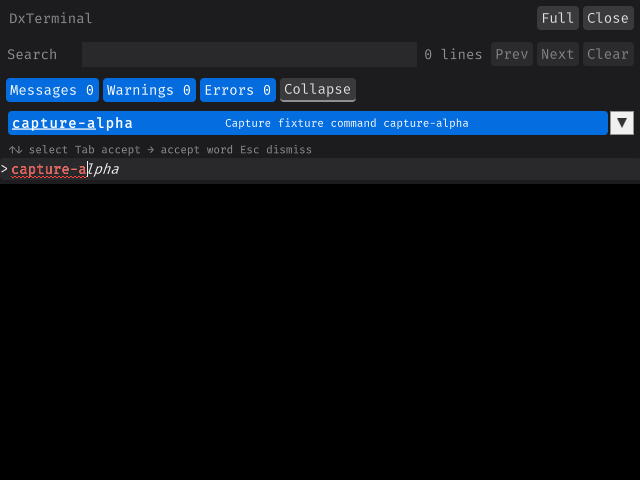 DxTerminal Full Close
Search 0 lines Prev Next Clear
Messages 0 Warnings 0 Errors 0 Collapse
capture-alpha Capture fixture command capture-alpha ▼
↑↓ select Tab accept → accept word Esc dismiss
>capture-alpha